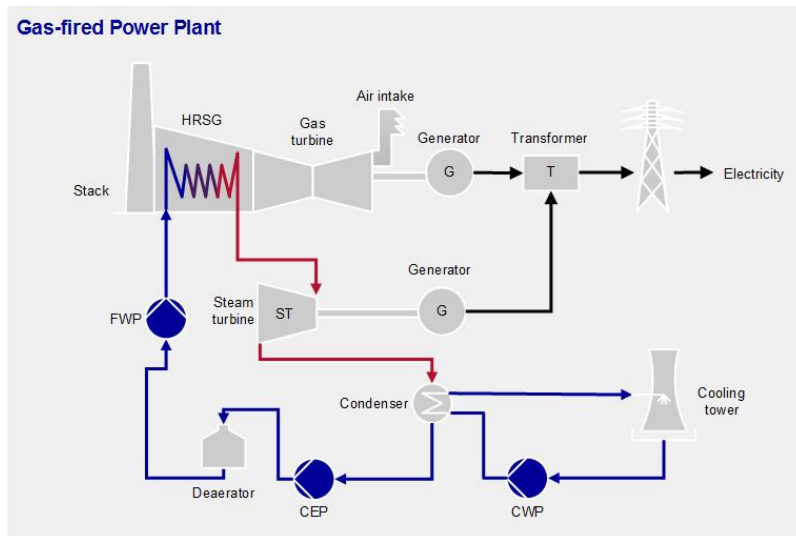 Gas-fired Power Plant
Air intake
HRSG
Gas
turbine
Generator
Transformer
G
T
Stack
Electricity
Generator
Steam
turbine
ST
G
FWP
Condenser
Cooling
tower
Deaerator
CEP
CWP